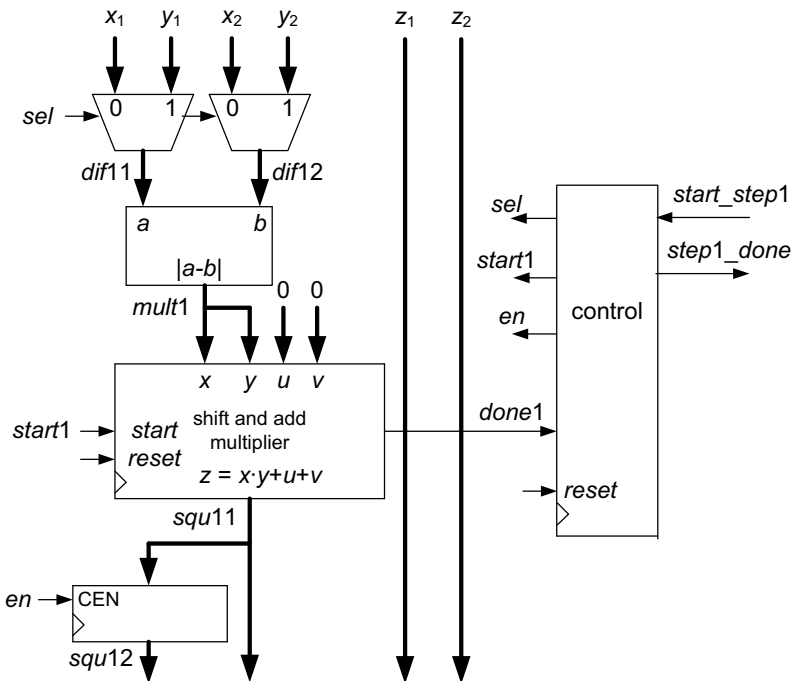 x₁ y₁ x₂ y₂ z₁ z₂
0 1 0 1
sel
dif11 dif12
a b
|a-b|
mult1
0 0
x y u v
shift and add
multiplier
z = x·y+u+v
start1
start
reset
squ11
en
CEN
squ12
sel
start1
en
control
start_step1
step1_done
done1
reset